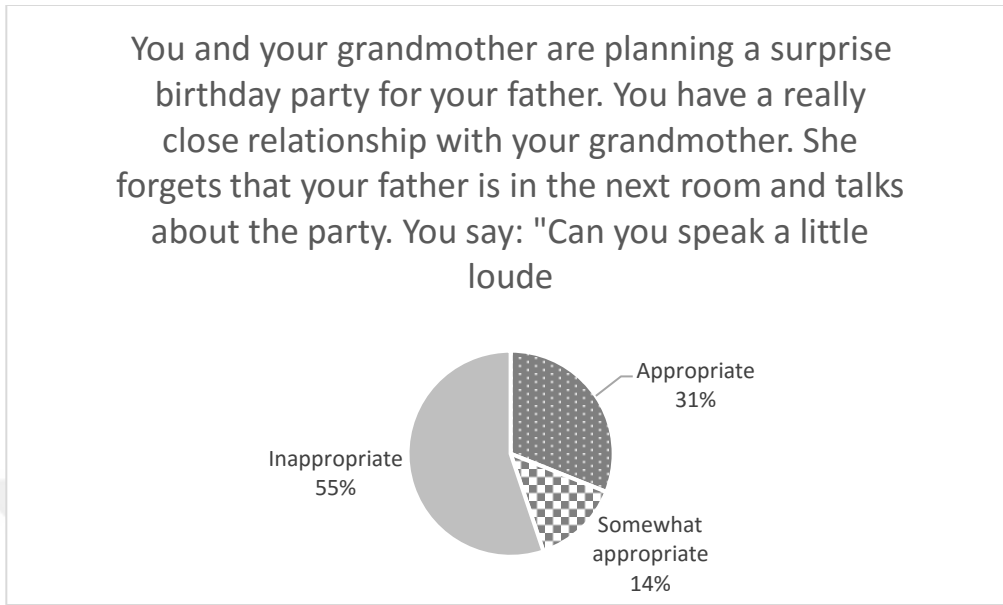 You and your grandmother are planning a surprise
birthday party for your father. You have a really
close relationship with your grandmother. She
forgets that your father is in the next room and talks
about the party. You say: "Can you speak a little
loude
Appropriate
31%
Inappropriate
55%
Somewhat
appropriate
14%